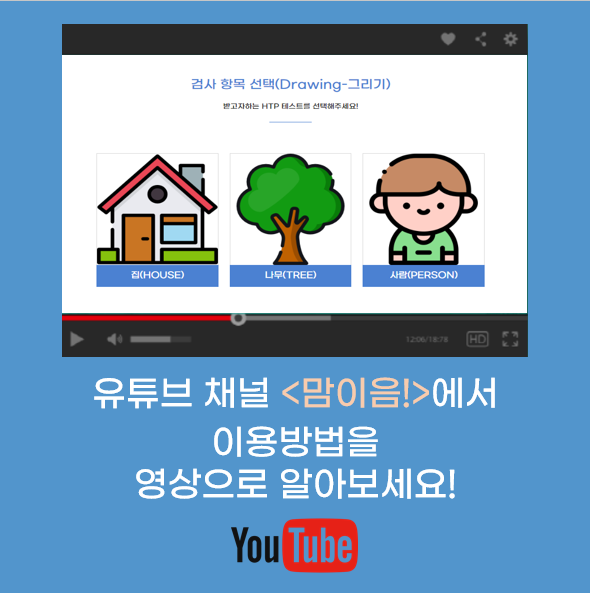 검사 항목 선택(Drawing-그리기)
받고자하는 HTP 테스트를 선택해주세요!
집(HOUSE)
나무(TREE)
사람(PERSON)
12:06/18:78
HD
유튜브 채널 <맘이음!>에서
이용방법을
영상으로 알아보세요!
YouTube